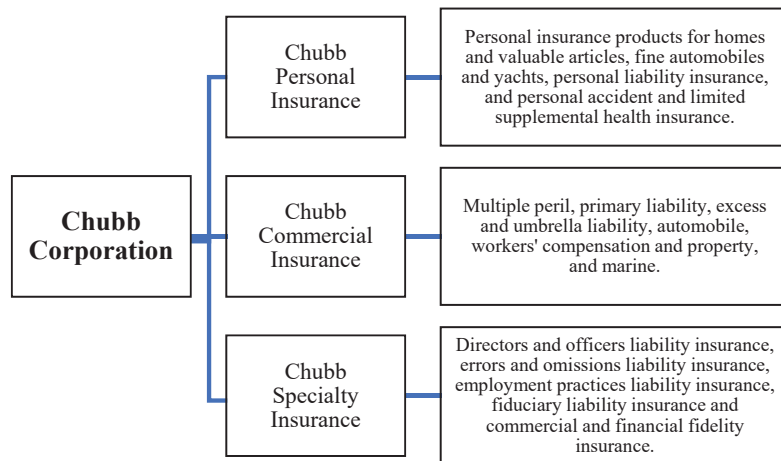 Chubb
Corporation
Chubb
Personal
Insurance
Personal insurance products for homes
and valuable articles, fine automobiles
and yachts, personal liability insurance,
and personal accident and limited
supplemental health insurance.
Chubb
Commercial
Insurance
Multiple peril, primary liability, excess
and umbrella liability, automobile,
workers' compensation and property,
and marine.
Chubb
Specialty
Insurance
Directors and officers liability insurance,
errors and omissions liability insurance,
employment practices liability insurance,
fiduciary liability insurance and
commercial and financial fidelity
insurance.